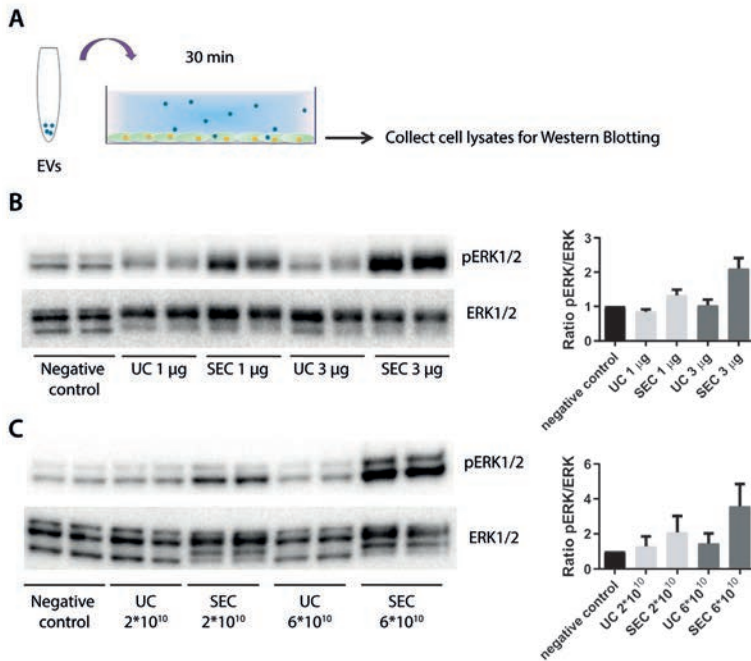 A
30 min
EVs
Collect cell lysates for Western Blotting
B
pERK1/2
ERK1/2
Negative control
UC 1 µg
SEC 1 µg
UC 3 µg
SEC 3 µg
Ratio pERK/ERK
3
2
1
0
negative control
UC 1 µg
SEC 1 µg
UC 3 µg
SEC 3 µg
C
pERK1/2
ERK1/2
Negative control
UC 2*10¹⁰
SEC 2*10¹⁰
UC 6*10¹⁰
SEC 6*10¹⁰
Ratio pERK/ERK
6
4
2
0
negative control
UC 2*10¹⁰
SEC 2*10¹⁰
UC 6*10¹⁰
SEC 6*10¹⁰